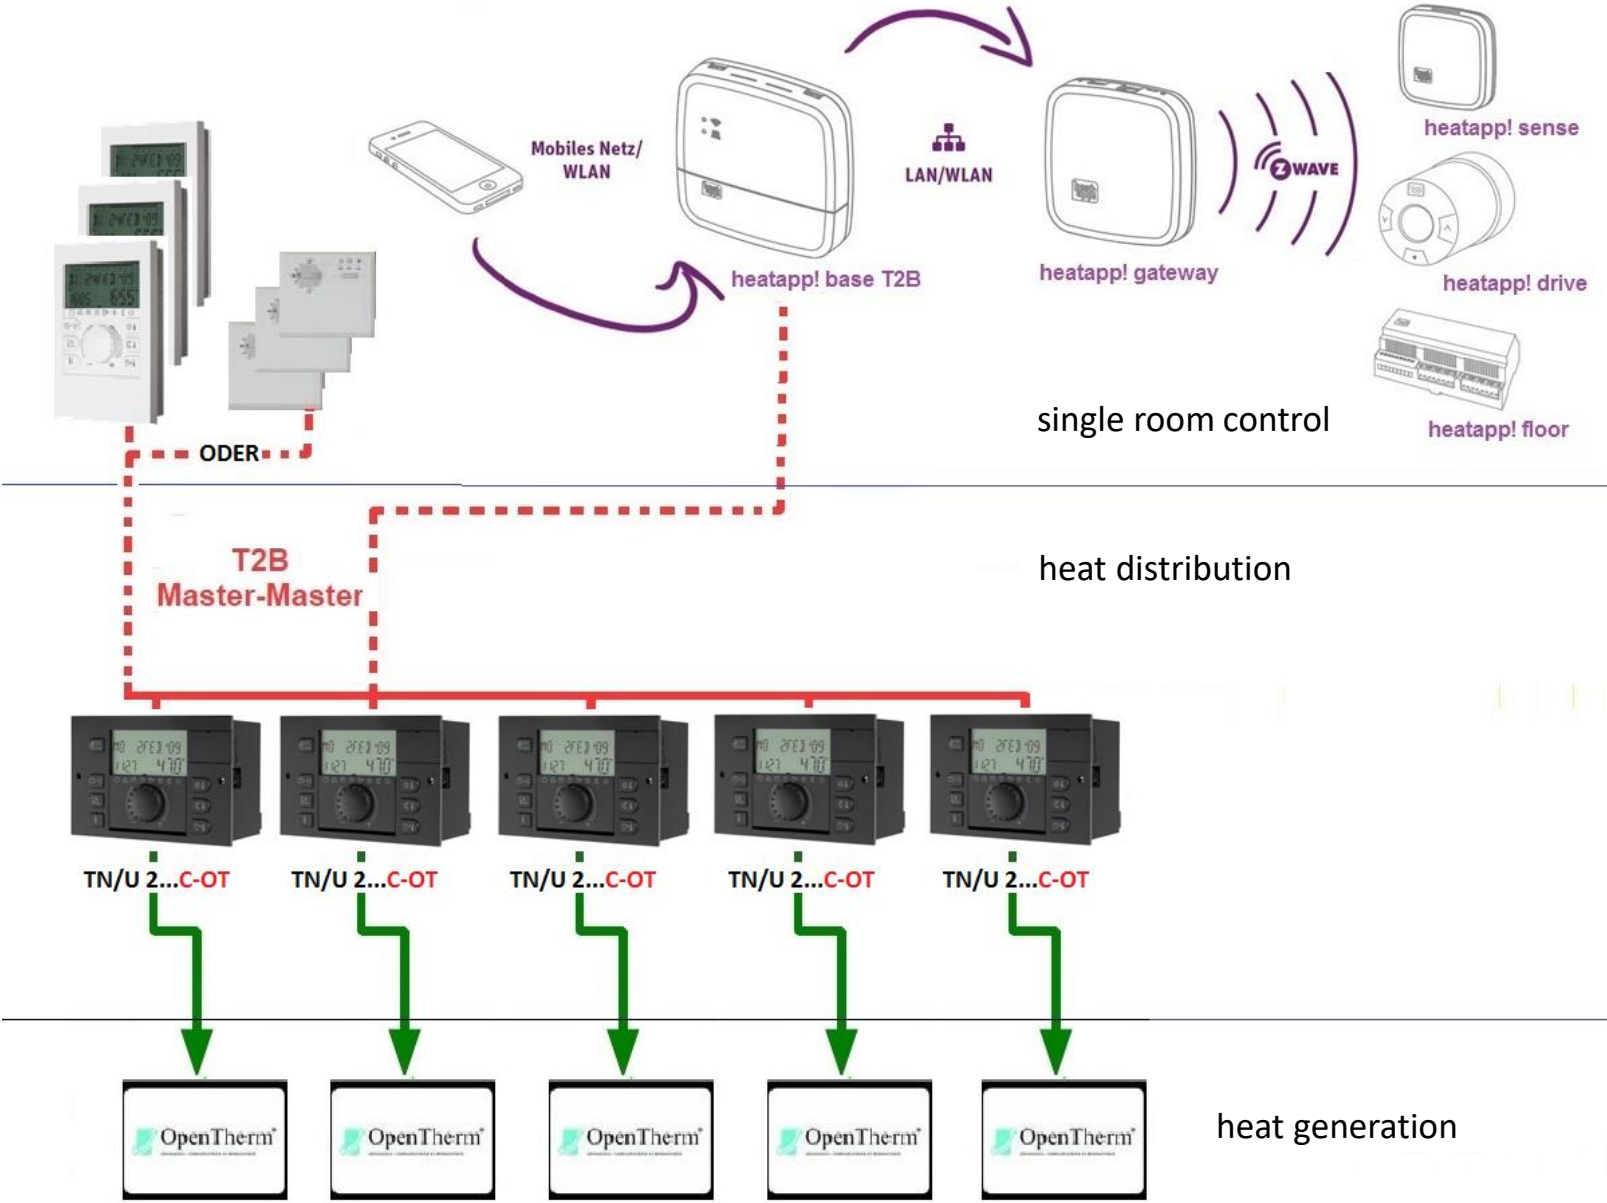 heatapp! sense
Mobiles Netz/
WLAN
LAN/WLAN
Z WAVE
heatapp! base T2B
heatapp! gateway
heatapp! drive
single room control
heatapp! floor
ODER
T2B
Master-Master
heat distribution
TN/U 2...C-OT
TN/U 2...C-OT
TN/U 2...C-OT
TN/U 2...C-OT
TN/U 2...C-OT
OpenTherm
OpenTherm
OpenTherm
OpenTherm
OpenTherm
heat generation